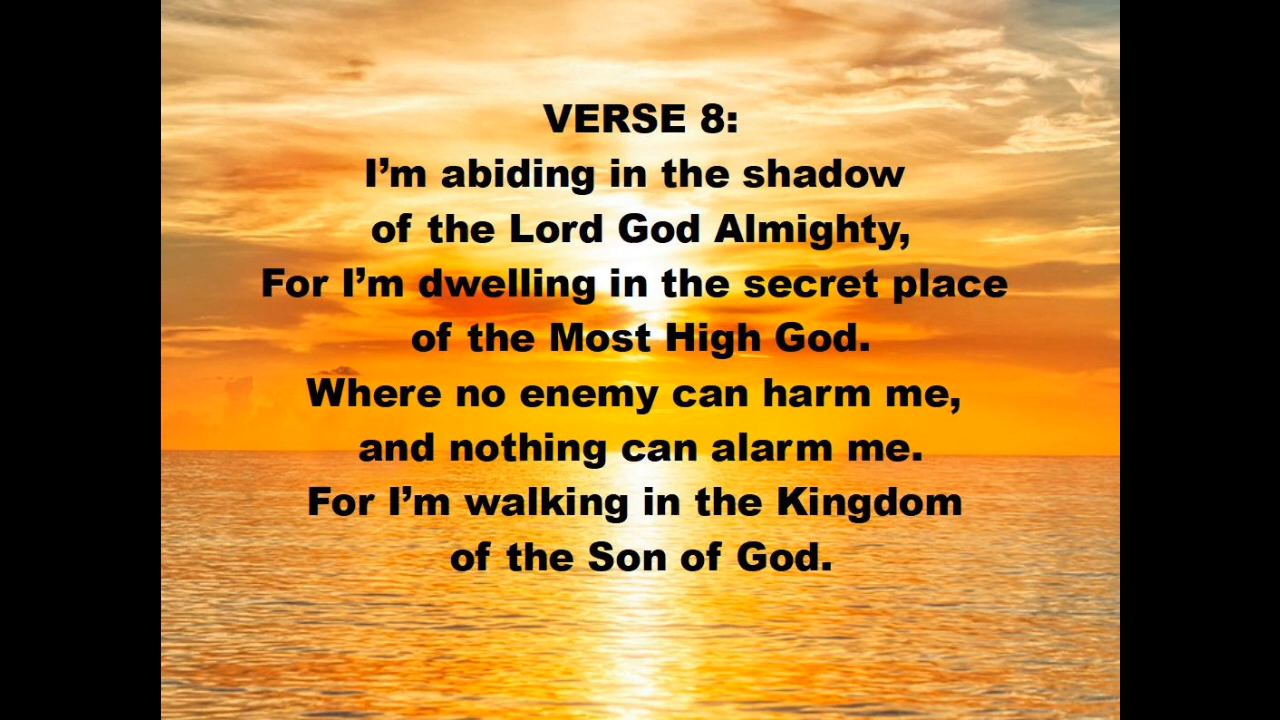 VERSE 8:
I’m abiding in the shadow
of the Lord God Almighty,
For I’m dwelling in the secret place
of the Most High God.
Where no enemy can harm me,
and nothing can alarm me.
For I’m walking in the Kingdom
of the Son of God.